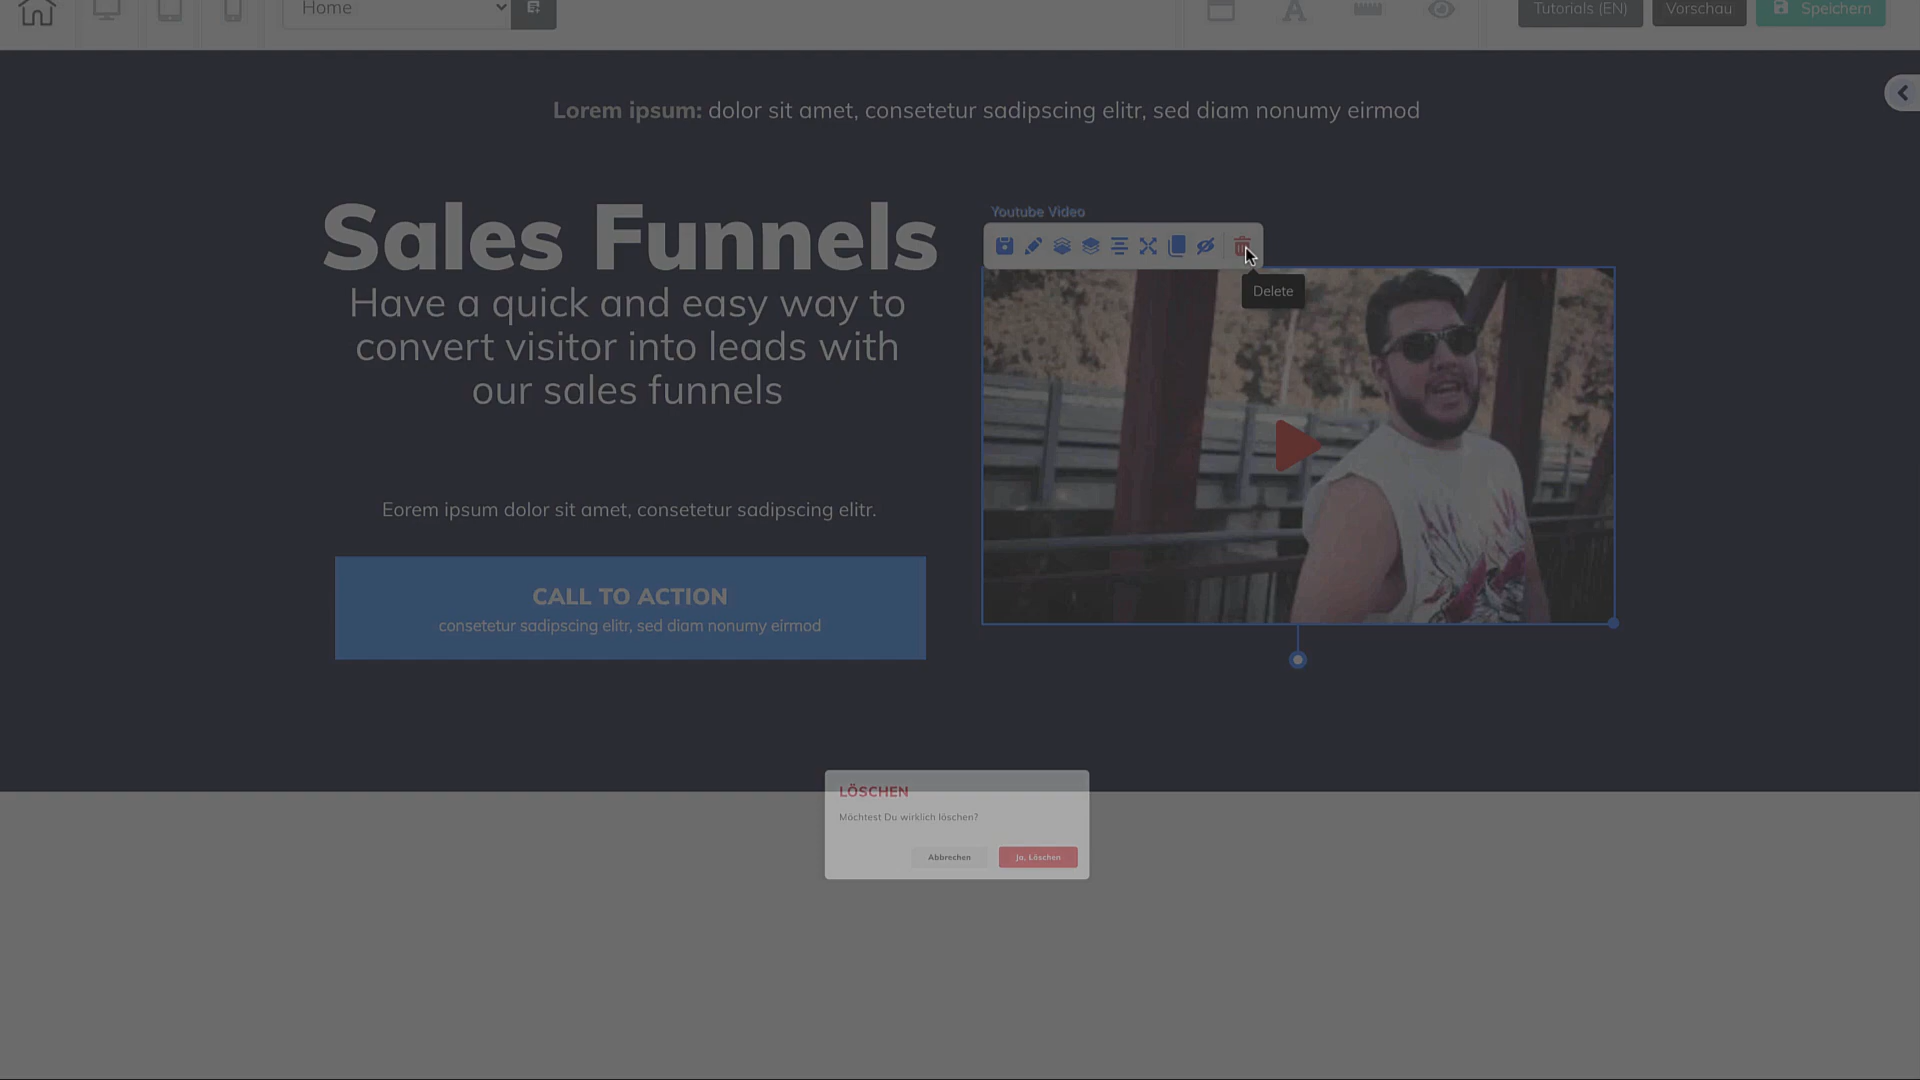 Home
Tutorials (EN)
Vorschau
Speichern
Lorem ipsum: dolor sit amet, consetetur sadipscing elitr, sed diam nonumy eirmod
Sales Funnels
Have a quick and easy way to
convert visitor into leads with
our sales funnels
Eorem ipsum dolor sit amet, consetetur sadipscing elitr.
CALL TO ACTION
consetetur sadipscing elitr, sed diam nonumy eirmod
Youtube Video
Delete
LÖSCHEN
Möchtest Du wirklich löschen?
Abbrechen
Ja, Löschen